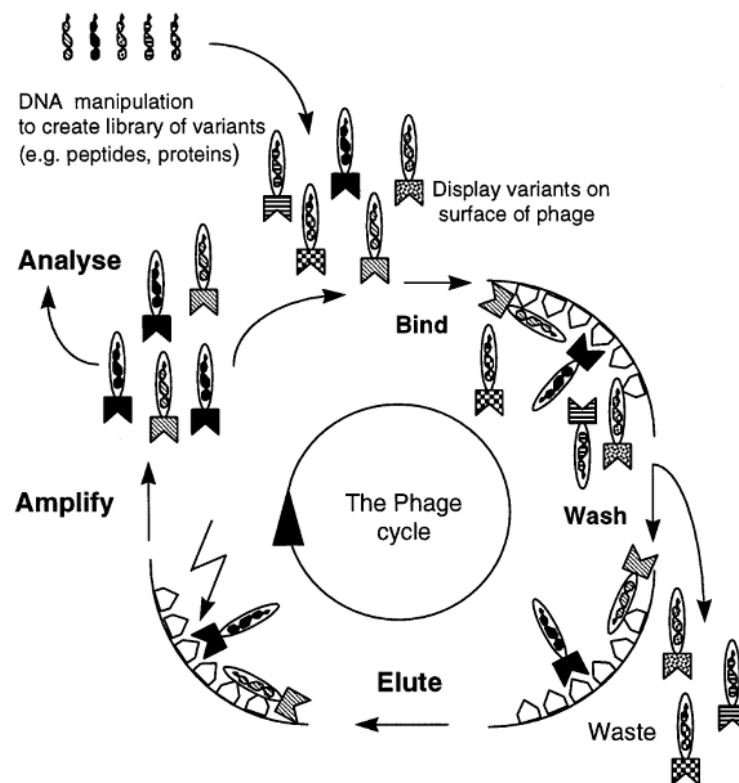 DNA manipulation
to create library of variants
(e.g. peptides, proteins)
Display variants on
surface of phage
Analyse
Bind
Amplify
The Phage
cycle
Wash
Elute
Waste